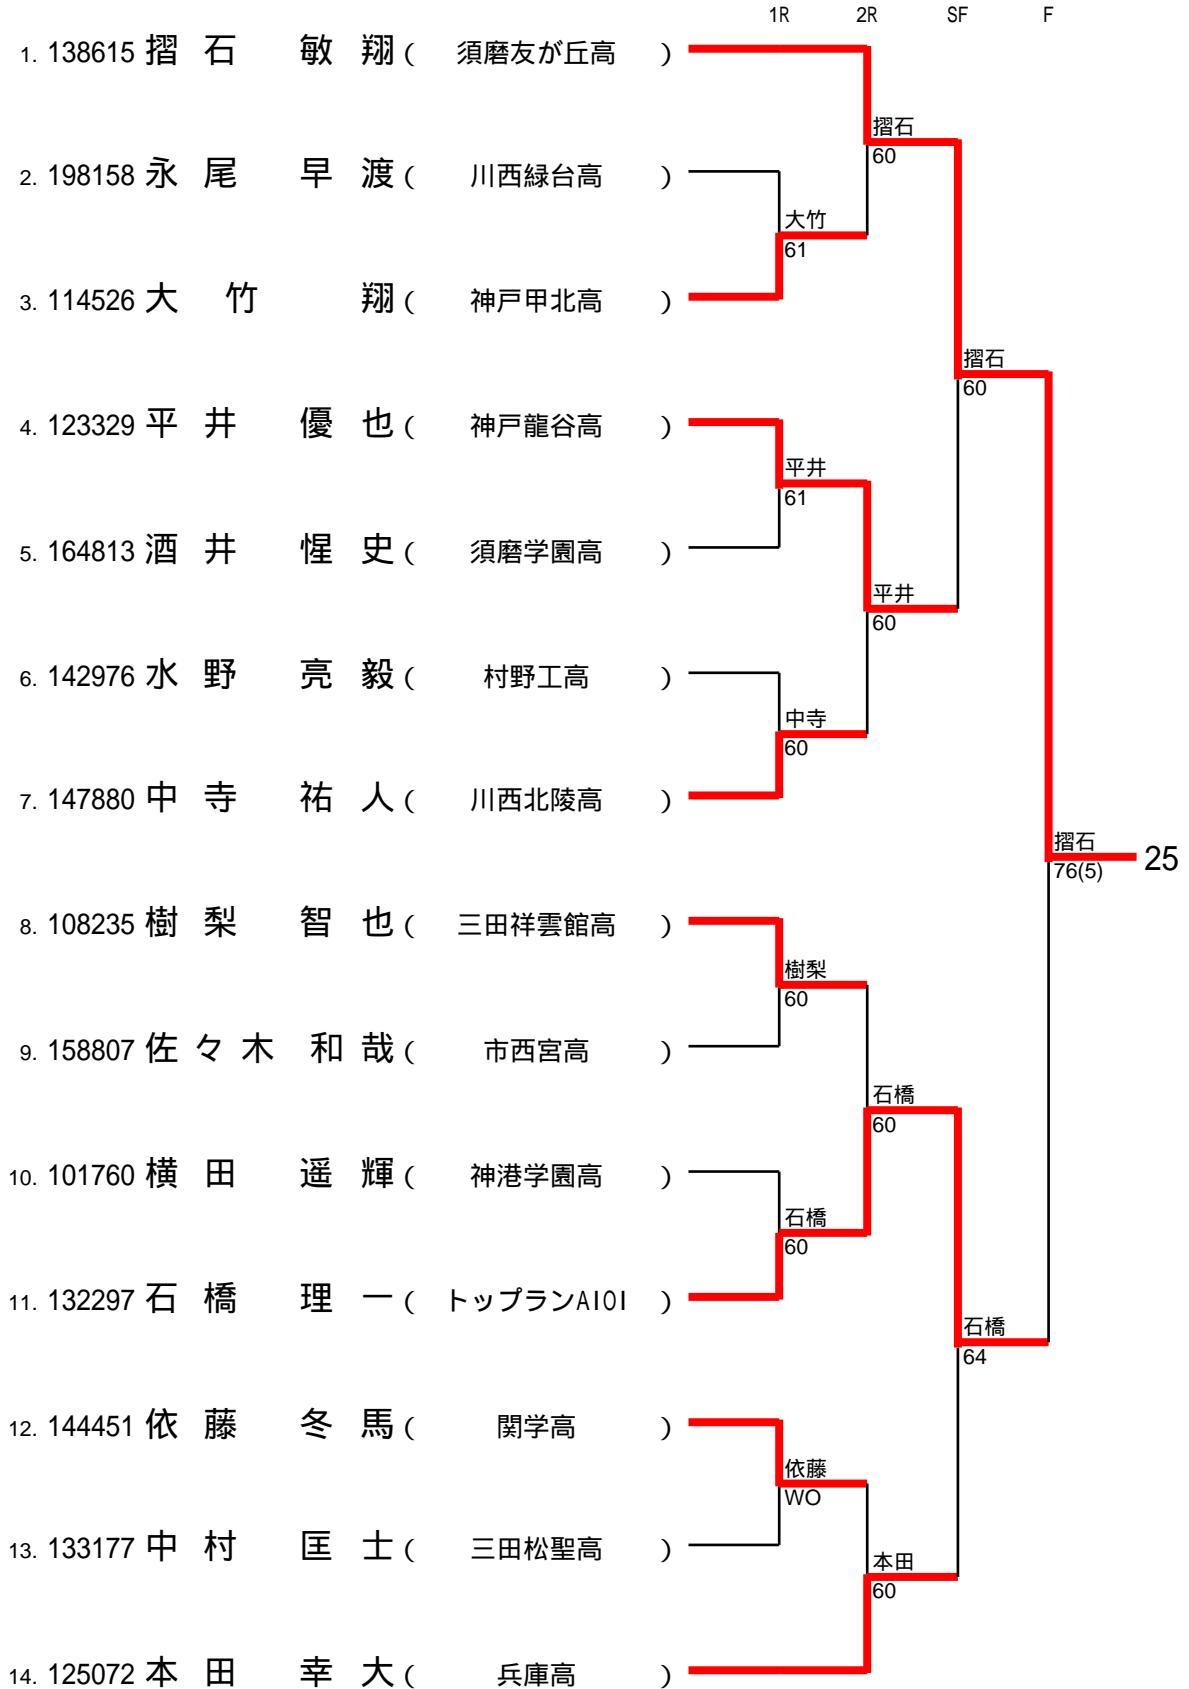 1R 2R SF F
1. 138615 摺石 敏翔 ( 須磨友が丘高 )
摺石
60
2. 198158 永尾 早渡 ( 川西緑台高 )
大竹
61
3. 114526 大竹 翔 ( 神戸甲北高 )
摺石
60
4. 123329 平井 優也 ( 神戸龍谷高 )
平井
61
5. 164813 酒井 惺史 ( 須磨学園高 )
平井
60
6. 142976 水野 亮毅 ( 村野工高 )
中寺
60
7. 147880 中寺 祐人 ( 川西北陵高 )
摺石
76(5) 25
8. 108235 樹梨 智也 ( 三田祥雲館高 )
樹梨
60
9. 158807 佐々木 和哉 ( 市西宮高 )
石橋
60
10. 101760 横田 遥輝 ( 神港学園高 )
石橋
60
11. 132297 石橋 理一 ( トップランAIOI )
石橋
64
12. 144451 依藤 冬馬 ( 関学高 )
依藤
WO
13. 133177 中村 匡士 ( 三田松聖高 )
本田
60
14. 125072 本田 幸大 ( 兵庫高 )